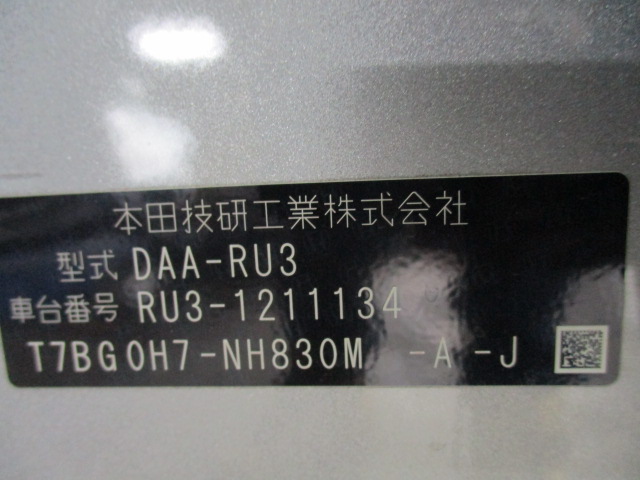 本田技研工業株式会社
型式 DAA-RU3
車台番号 RU3-1211134
T7BG0H7-NH830M -A -J